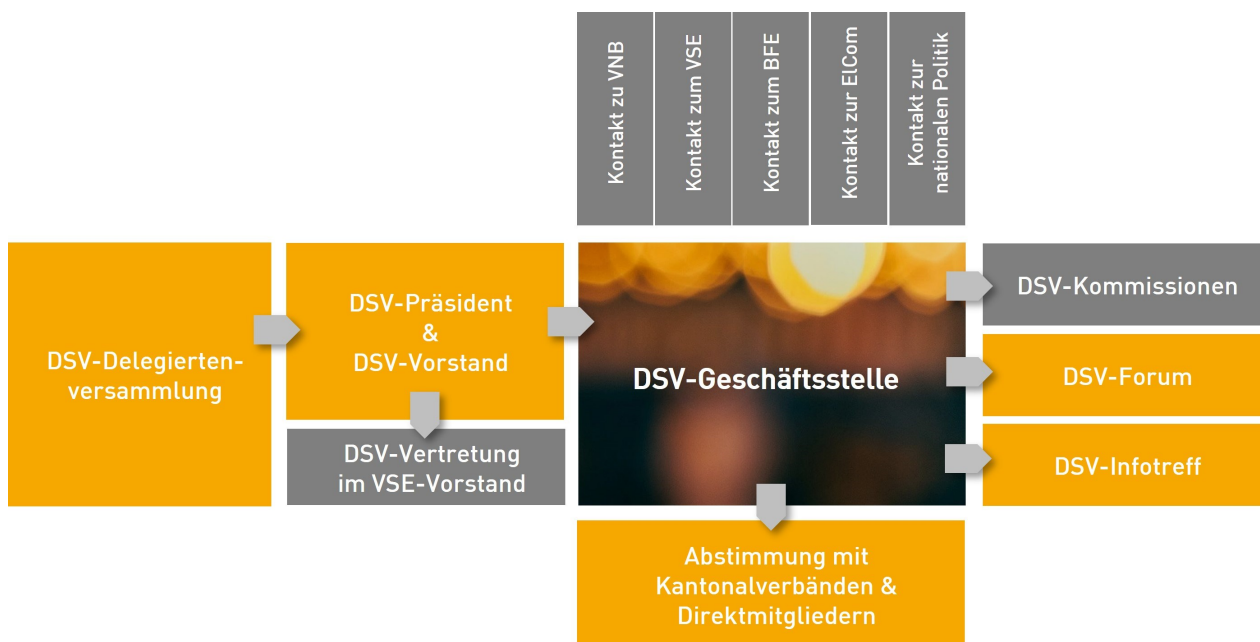 Kontakt zu VNB
Kontakt zum VSE
Kontakt zum BFE
Kontakt zur ElCom
Kontakt zur
nationalen Politik
DSV-Delegierten-
versammlung
DSV-Präsident
&
DSV-Vorstand
DSV-Vertretung
im VSE-Vorstand
DSV-Geschäftsstelle
DSV-Kommissionen
DSV-Forum
DSV-Infotreff
Abstimmung mit
Kantonalverbänden &
Direktmitgliedern